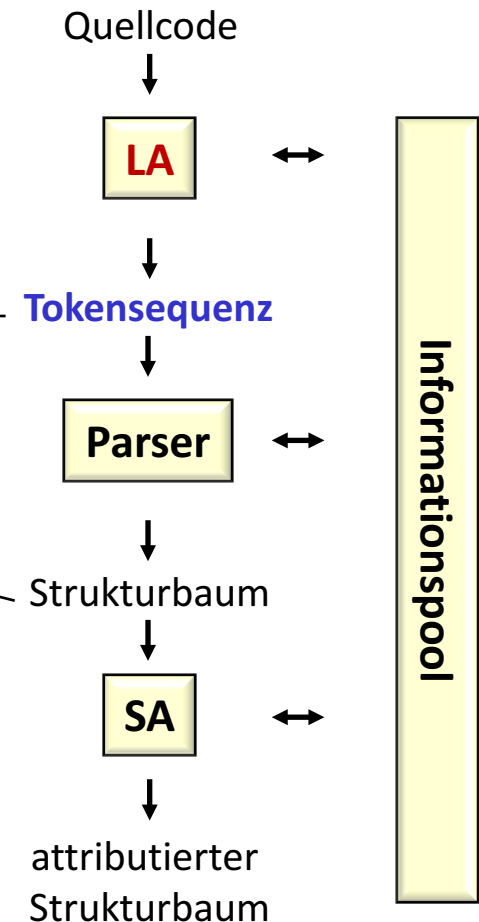 Quellcode
LA
Tokensequenz
Parser
Strukturbaum
SA
attributierter
Strukturbaum
Informationspool